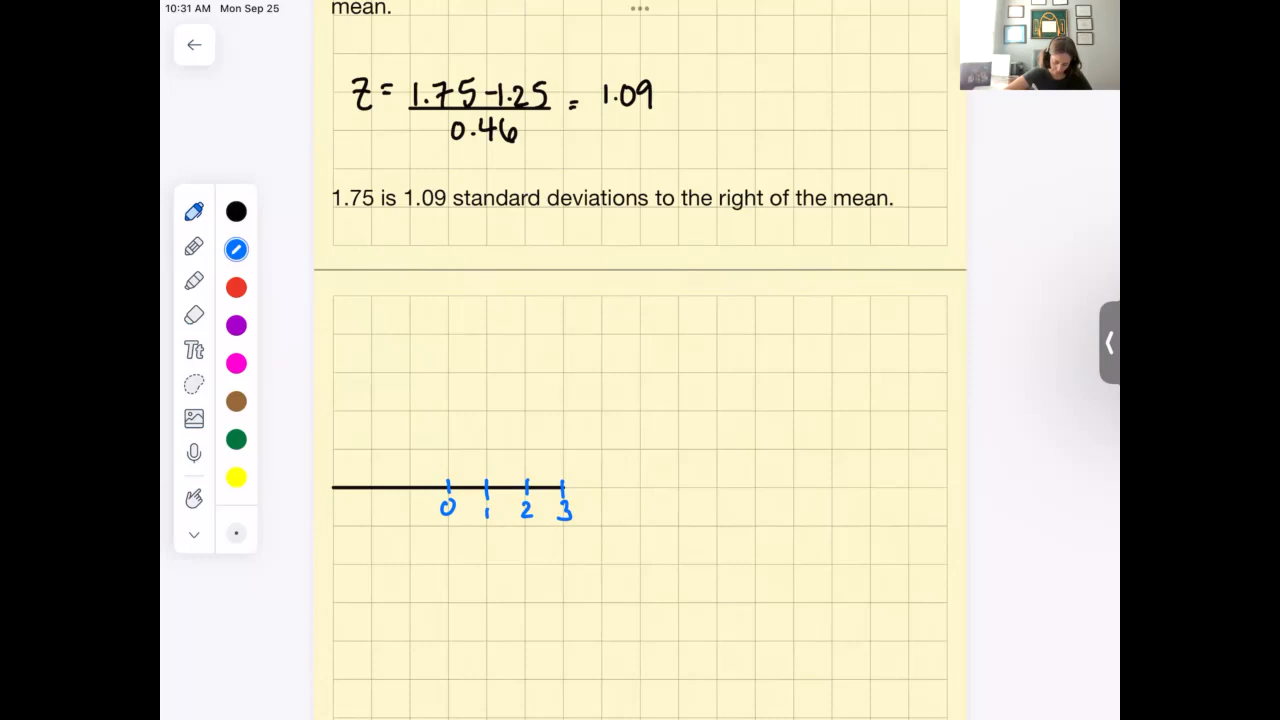 10:31 AM Mon Sep 25
mean.
Z = 1.75 - 1.25 = 1.09
0.46
1.75 is 1.09 standard deviations to the right of the mean.
Tt
0 1 2 3